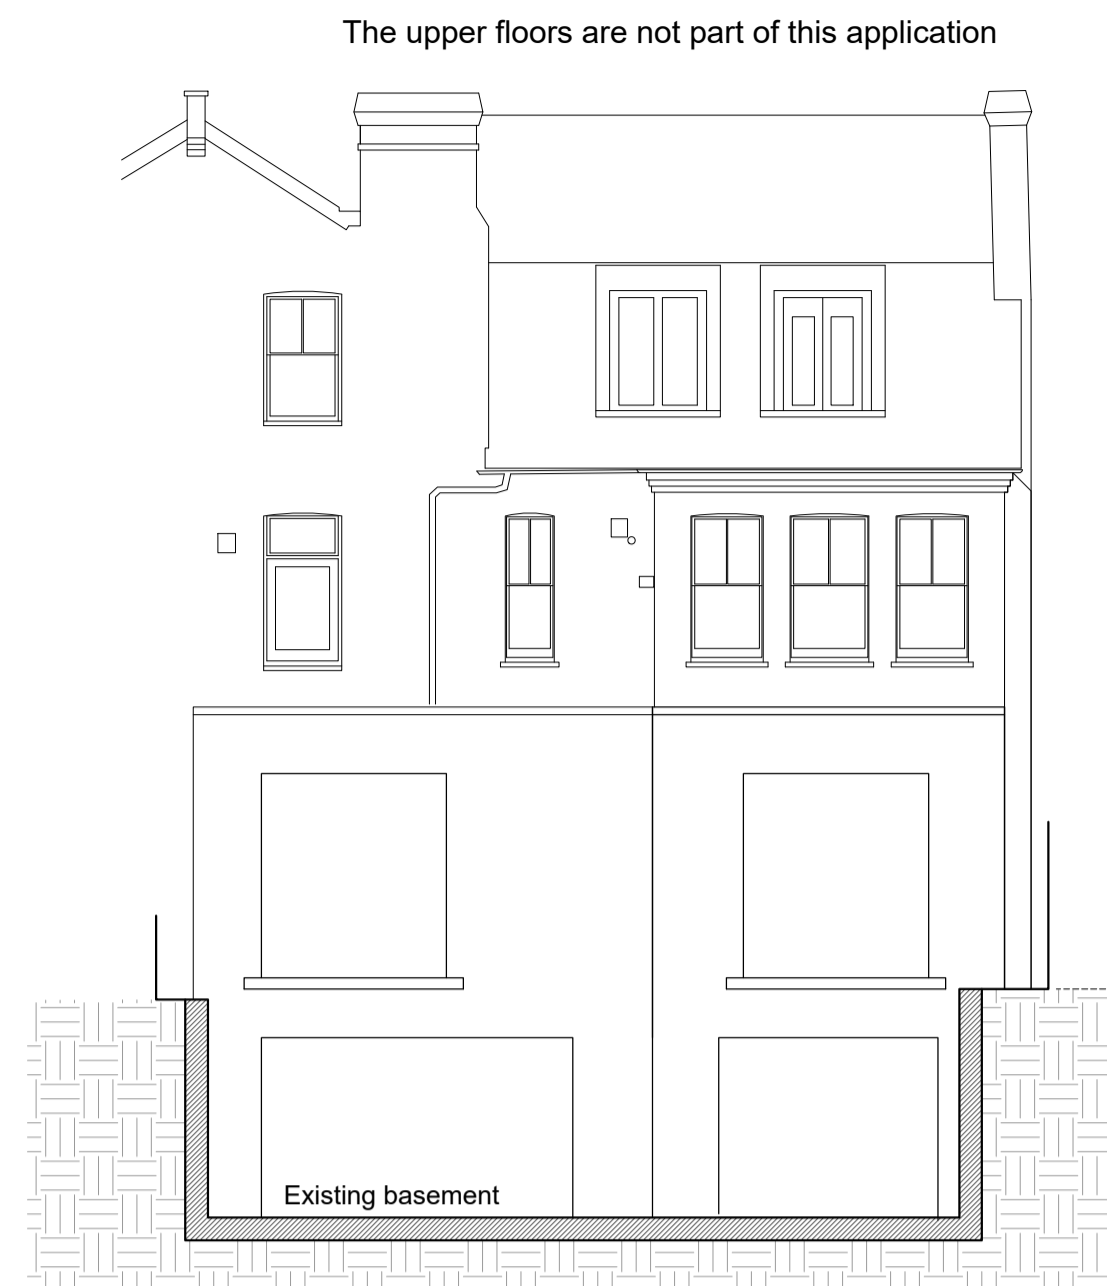 The upper floors are not part of this application
Existing basement